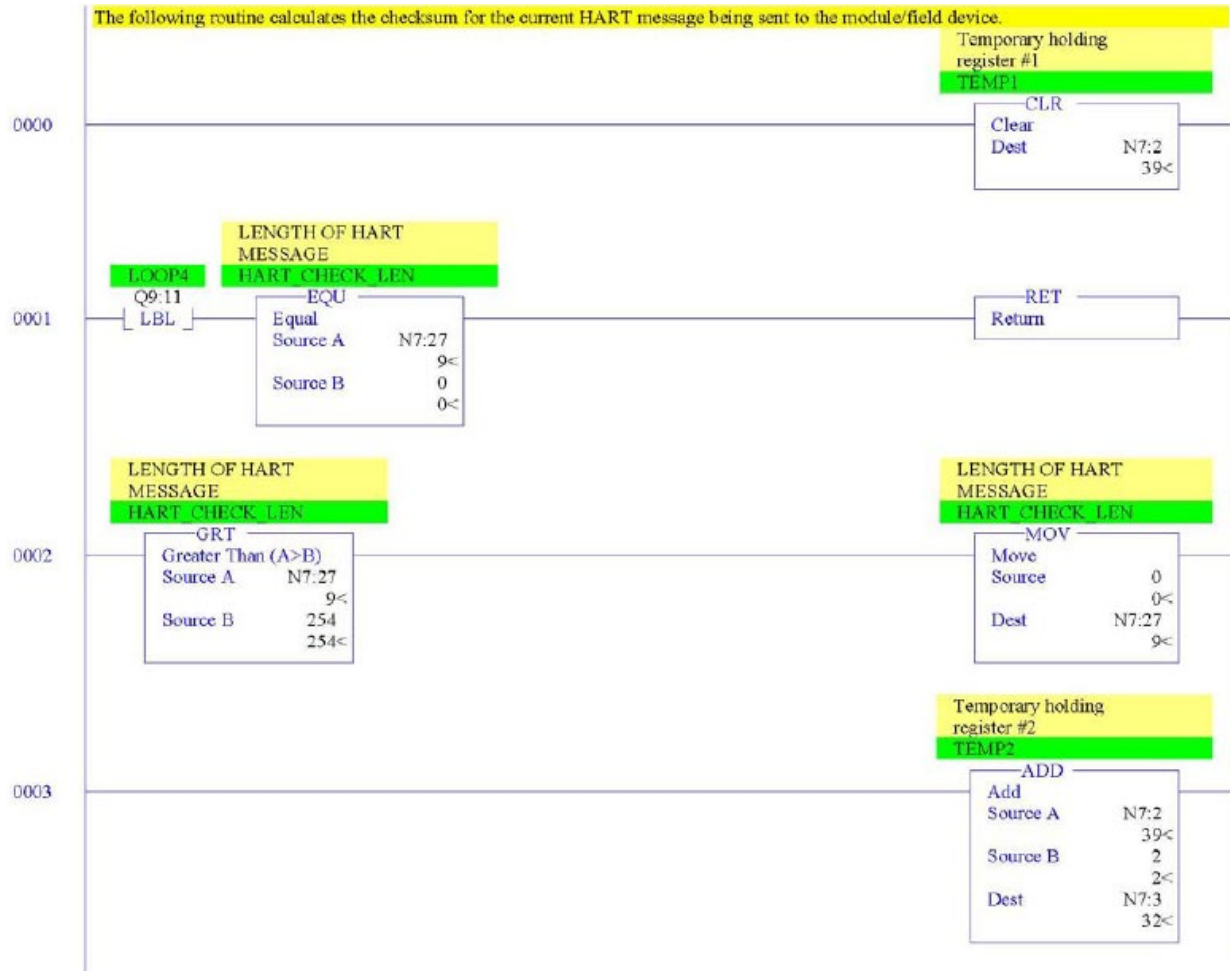 The following routine calculates the checksum for the current HART message being sent to the module/field device.
Temporary holding
register #1
TEMP1
CLR
0000
Clear
Dest N7:2
39<
LENGTH OF HART
MESSAGE
LOOP4 HART_CHECK_LEN
Q9:11 EQU RET
0001 LBL Equal Return
Source A N7:27
9<
Source B 0
0<
LENGTH OF HART LENGTH OF HART
MESSAGE MESSAGE
HART_CHECK_LEN HART_CHECK_LEN
GRT MOV
0002 Greater Than (A>B) Move
Source A N7:27 Source 0
9< 0<
Source B 254 Dest N7:27
254< 9<
Temporary holding
register #2
TEMP2
ADD
0003 Add
Source A N7:2
39<
Source B 2
2<
Dest N7:3
32<